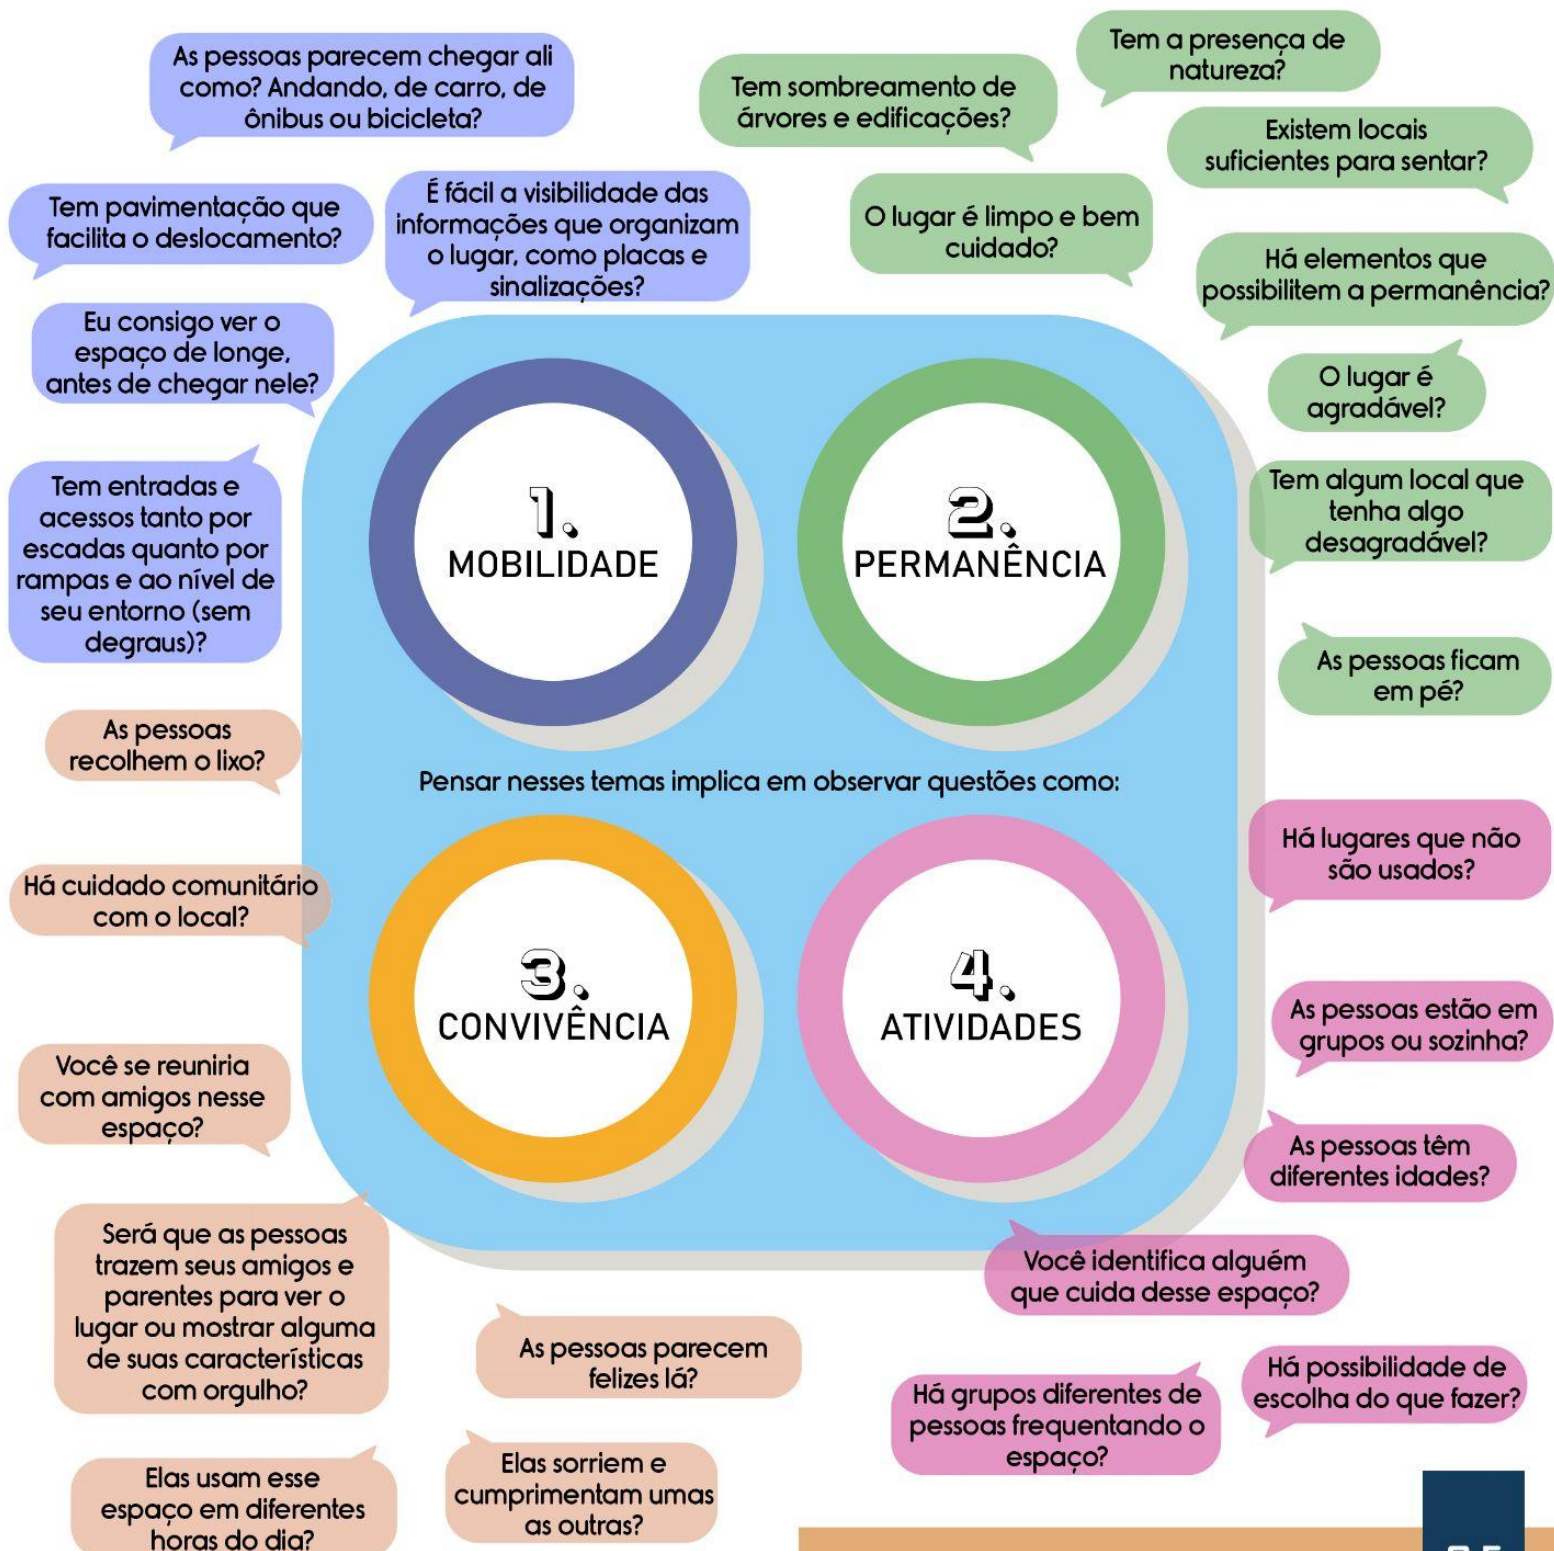 As pessoas parecem chegar ali
como? Andando, de carro, de
ônibus ou bicicleta?
Tem pavimentação que
facilita o deslocamento?
É fácil a visibilidade das
informações que organizam
o lugar, como placas e
sinalizações?
Eu consigo ver o
espaço de longe,
antes de chegar nele?
Tem entradas e
acessos tanto por
escadas quanto por
rampas e ao nível de
seu entorno (sem
degraus)?
Tem a presença de
natureza?
Tem sombreamento de
árvores e edificações?
Existem locais
suficientes para sentar?
O lugar é limpo e bem
cuidado?
Há elementos que
possibilitem a permanência?
O lugar é
agradável?
Tem algum local que
tenha algo
desagradável?
As pessoas ficam
em pé?
1.
MOBILIDADE
2.
PERMANÊNCIA
Pensar nesses temas implica em observar questões como:
3.
CONVIVÊNCIA
4.
ATIVIDADES
As pessoas
recolhem o lixo?
Há cuidado comunitário
com o local?
Você se reuniria
com amigos nesse
espaço?
Será que as pessoas
trazem seus amigos e
parentes para ver o
lugar ou mostrar alguma
de suas características
com orgulho?
As pessoas parecem
felizes lá?
Elas usam esse
espaço em diferentes
horas do dia?
Elas sorriem e
cumprimentam umas
as outras?
Há lugares que não
são usados?
As pessoas estão em
grupos ou sozinha?
As pessoas têm
diferentes idades?
Você identifica alguém
que cuida desse espaço?
Há possibilidade de
escolha do que fazer?
Há grupos diferentes de
pessoas frequentando o
espaço?